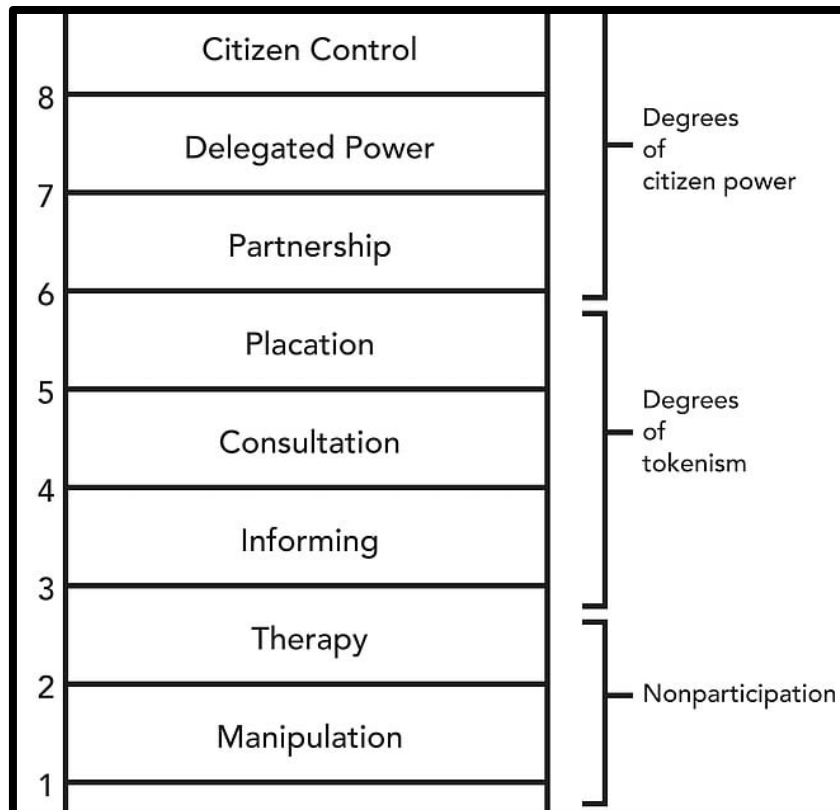 Citizen Control
8
Delegated Power
7
Partnership
6
Placation
5
Consultation
4
Informing
3
Therapy
2
Manipulation
1
Degrees
of
citizen power
Degrees
of
tokenism
Nonparticipation